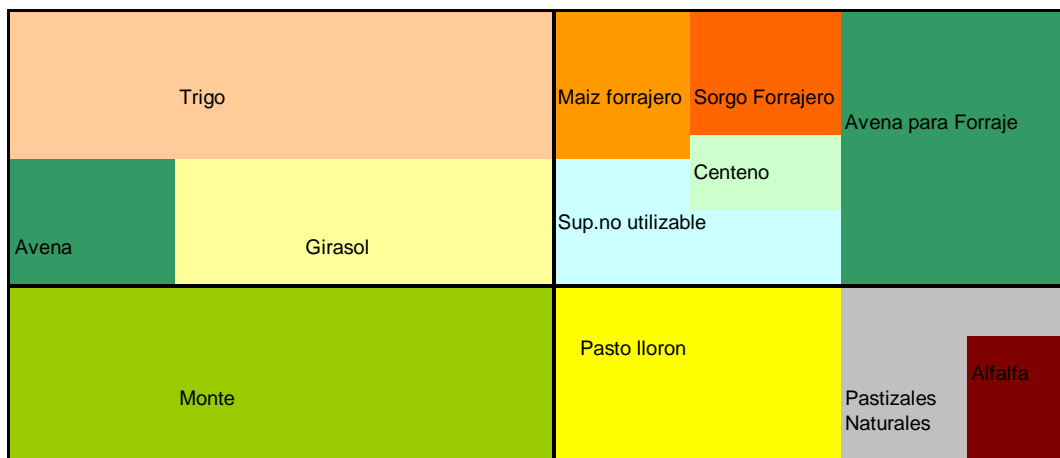 Trigo
Maiz forrajero
Sorgo Forrajero
Avena para Forraje
Centeno
Sup.no utilizable
Avena
Girasol
Pasto lloron
Alfalfa
Monte
Pastizales
Naturales